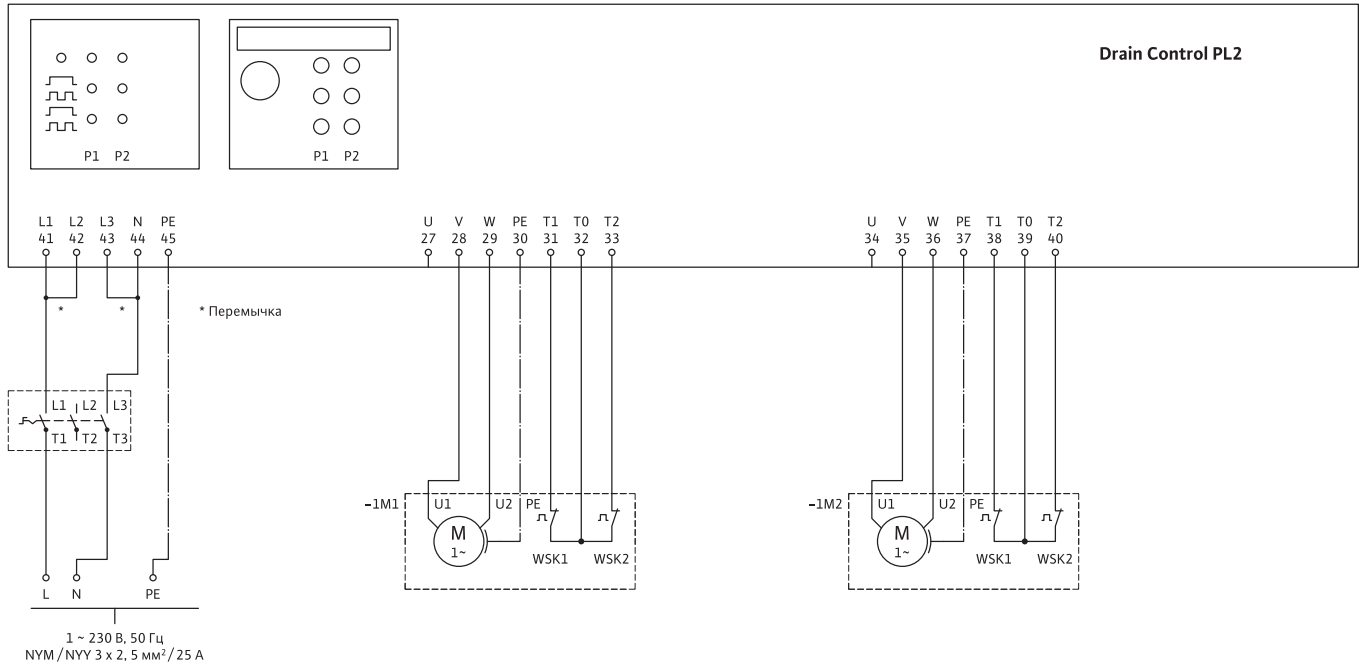 Drain Control PL2
P1 P2
P1 P2
L1 L2 L3 N PE
41 42 43 44 45
U V W PE T1 T0 T2
27 28 29 30 31 32 33
U V W PE T1 T0 T2
34 35 36 37 38 39 40
* *
* Перемычка
L1 L2 L3
T1 T2 T3
-1M1
U1 U2 PE
M
1~
WSK1 WSK2
-1M2
U1 U2 PE
M
1~
WSK1 WSK2
L N PE
1 ~ 230 В, 50 Гц
NYM / NYY 3 x 2, 5 мм² / 25 А